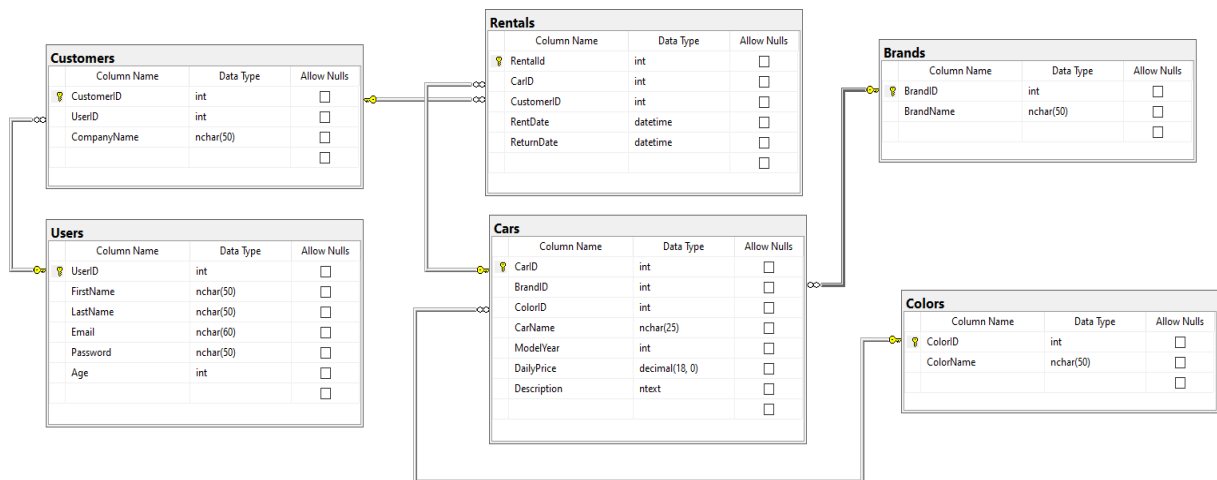 Customers
Column Name Data Type Allow Nulls
CustomerID int
UserID int
CompanyName nchar(50)
Users
Column Name Data Type Allow Nulls
UserID int
FirstName nchar(50)
LastName nchar(50)
Email nchar(60)
Password nchar(50)
Age int
Rentals
Column Name Data Type Allow Nulls
RentalId int
CarID int
CustomerID int
RentDate datetime
ReturnDate datetime
Cars
Column Name Data Type Allow Nulls
CarID int
BrandID int
ColorID int
CarName nchar(25)
ModelYear int
DailyPrice decimal(18, 0)
Description ntext
Brands
Column Name Data Type Allow Nulls
BrandID int
BrandName nchar(50)
Colors
Column Name Data Type Allow Nulls
ColorID int
ColorName nchar(50)